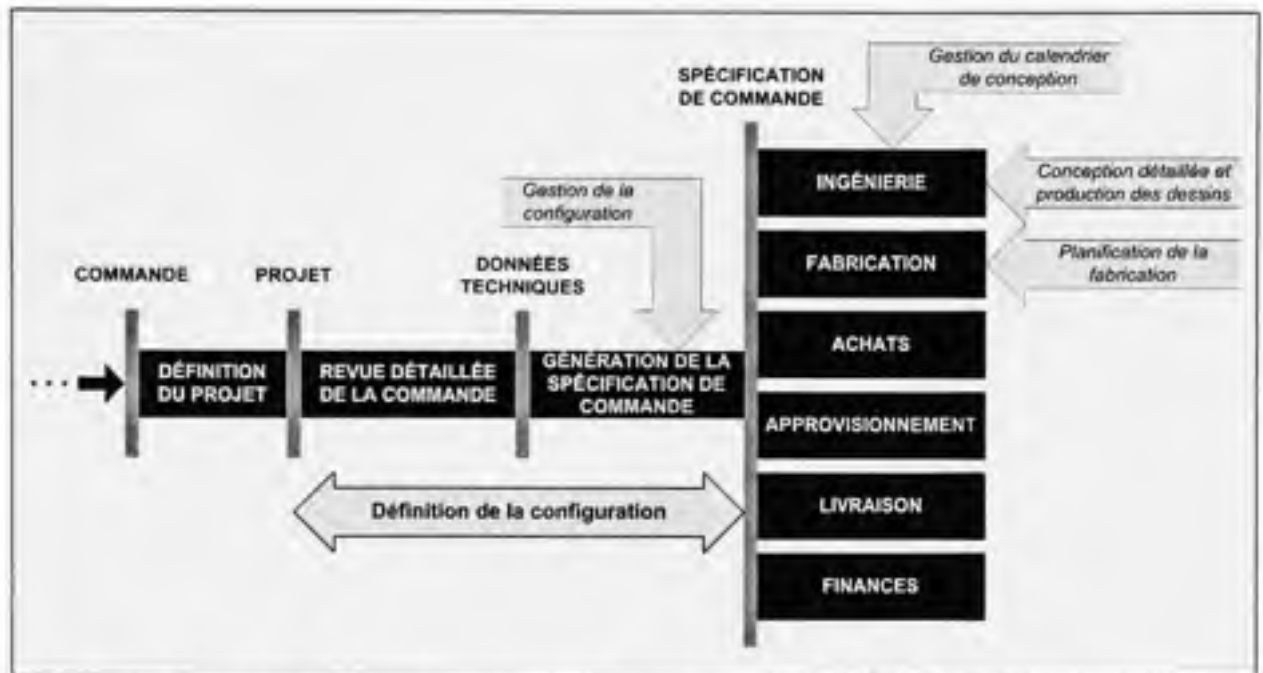 Gestion du calendrier
de conception
SPÉCIFICATION
DE COMMANDE
INGÉNIERIE
Conception détaillée et
production des dessins
Gestion de la
configuration
FABRICATION
Planification de la
fabrication
COMMANDE
PROJET
DONNÉES
TECHNIQUES
ACHATS
DÉFINITION
DU PROJET
REVUE DÉTAILLÉE
DE LA COMMANDE
GÉNÉRATION DE LA
SPÉCIFICATION DE
COMMANDE
APPROVISIONNEMENT
Définition de la configuration
LIVRAISON
FINANCES